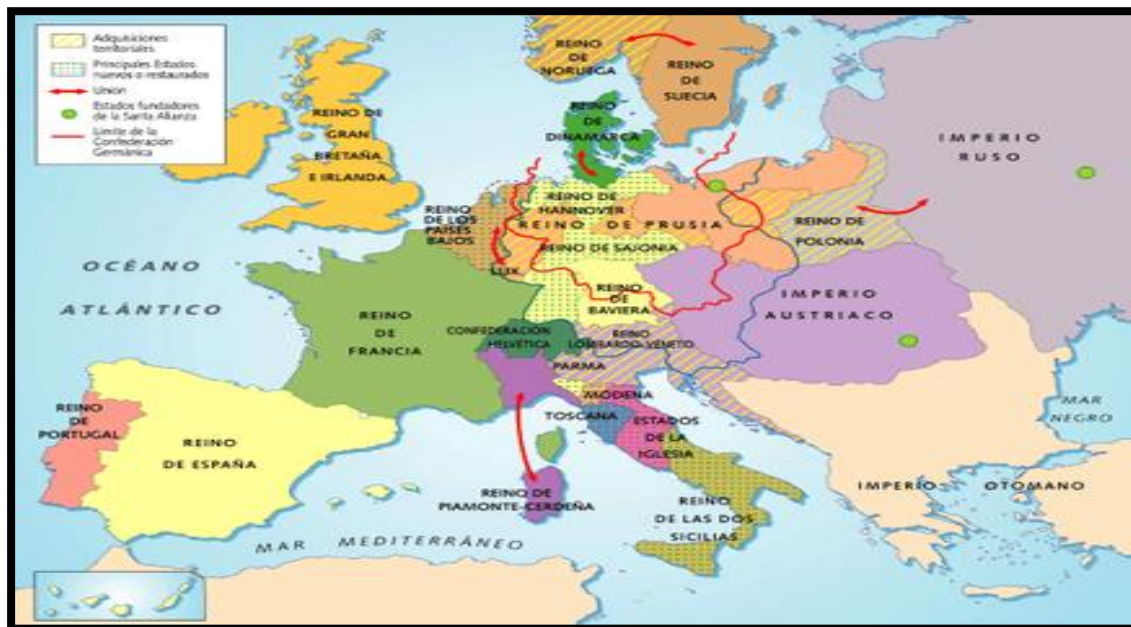 Adquisiciones
territoriales
Principales Estados
nuevos o restaurados
Unión
Estados fundadores
de la Santa Alianza
Límite de la
Confederación
Germánica
REINO
DE
NORUEGA
REINO
DE
SUECIA
REINO
DE
DINAMARCA
REINO DE
GRAN
BRETAÑA
E IRLANDA
IMPERIO
RUSO
REINO
DE LOS
PAÍSES
BAJOS
REINO DE
HANNOVER
REINO DE PRUSIA
REINO DE
POLONIA
REINO DE SAJONIA
LUX.
OCÉANO
ATLÁNTICO
REINO
DE
BAVIERA
IMPERIO
AUSTRIACO
REINO
DE
FRANCIA
CONFEDERACIÓN
HELVÉTICA
REINO
LOMBARDO-VÉNETO
PARMA
MÓDENA
TOSCANA
ESTADOS
DE LA
IGLESIA
MAR
NEGRO
REINO
DE
PORTUGAL
REINO
DE ESPAÑA
REINO DE
PIAMONTE-CERDEÑA
REINO
DE LAS DOS
SICILIAS
IMPERIO OTOMANO
MAR MEDITERRÁNEO